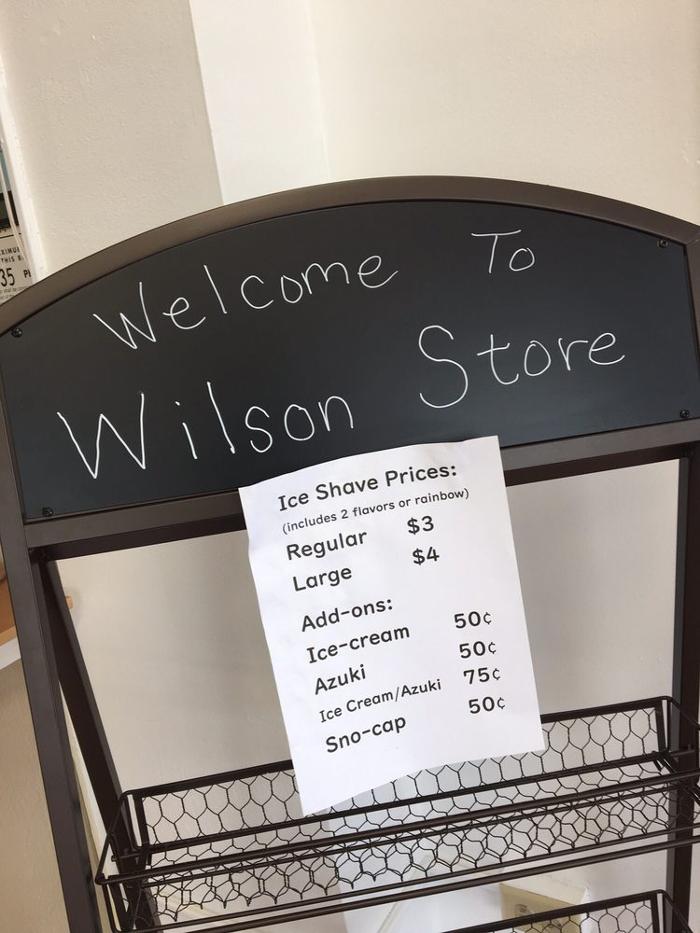 Welcome To
Wilson Store
Ice Shave Prices:
(includes 2 flavors or rainbow)
Regular $3
Large $4
Add-ons:
Ice-cream 50¢
Azuki 50¢
Ice Cream/Azuki 75¢
Sno-cap 50¢
35